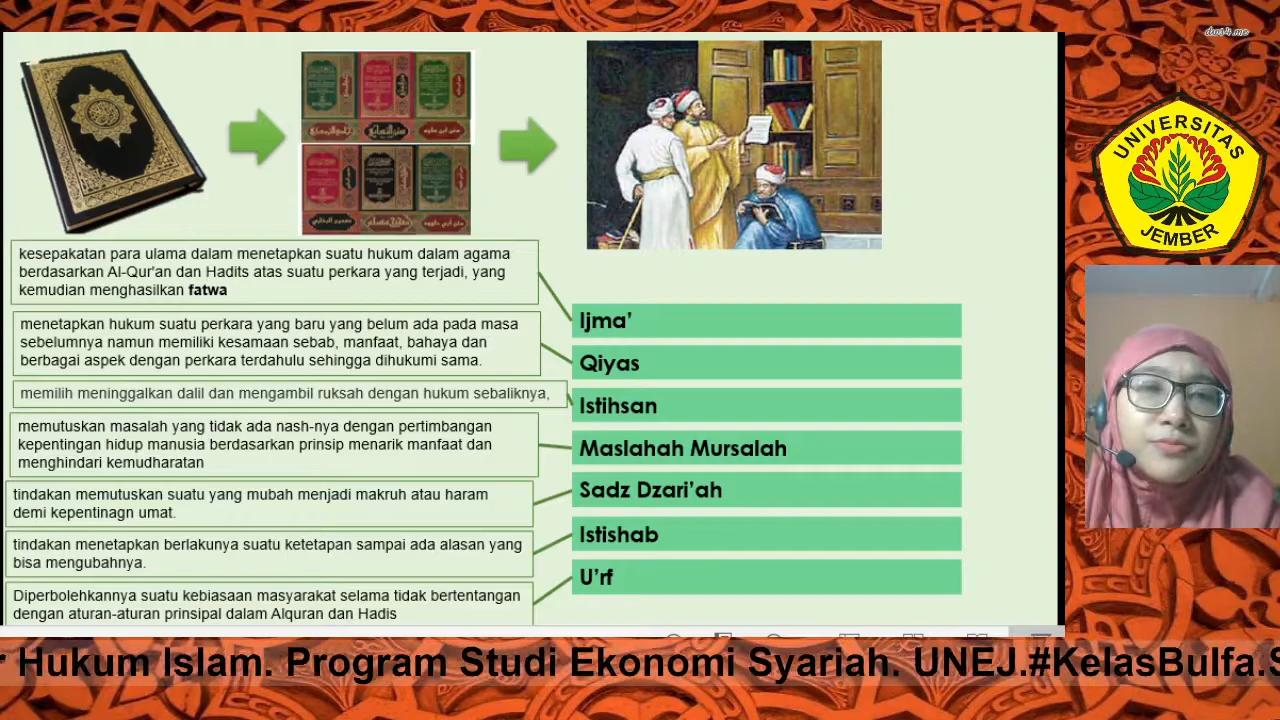 dws4.me
UNIVERSITAS
JEMBER
kesepakatan para ulama dalam menetapkan suatu hukum dalam agama
berdasarkan Al-Qur'an dan Hadits atas suatu perkara yang terjadi, yang
kemudian menghasilkan fatwa
Ijma’
menetapkan hukum suatu perkara yang baru yang belum ada pada masa
sebelumnya namun memiliki kesamaan sebab, manfaat, bahaya dan
berbagai aspek dengan perkara terdahulu sehingga dihukumi sama.
Qiyas
memilih meninggalkan dalil dan mengambil ruksah dengan hukum sebaliknya,
Istihsan
memutuskan masalah yang tidak ada nash-nya dengan pertimbangan
kepentingan hidup manusia berdasarkan prinsip menarik manfaat dan
menghindari kemudharatan
Maslahah Mursalah
tindakan memutuskan suatu yang mubah menjadi makruh atau haram
demi kepentinagn umat.
Sadz Dzari’ah
tindakan menetapkan berlakunya suatu ketetapan sampai ada alasan yang
bisa mengubahnya.
Istishab
Diperbolehkannya suatu kebiasaan masyarakat selama tidak bertentangan
dengan aturan-aturan prinsipal dalam Alquran dan Hadis
U’rf
r Hukum Islam. Program Studi Ekonomi Syariah. UNEJ.#KelasBulfa.S